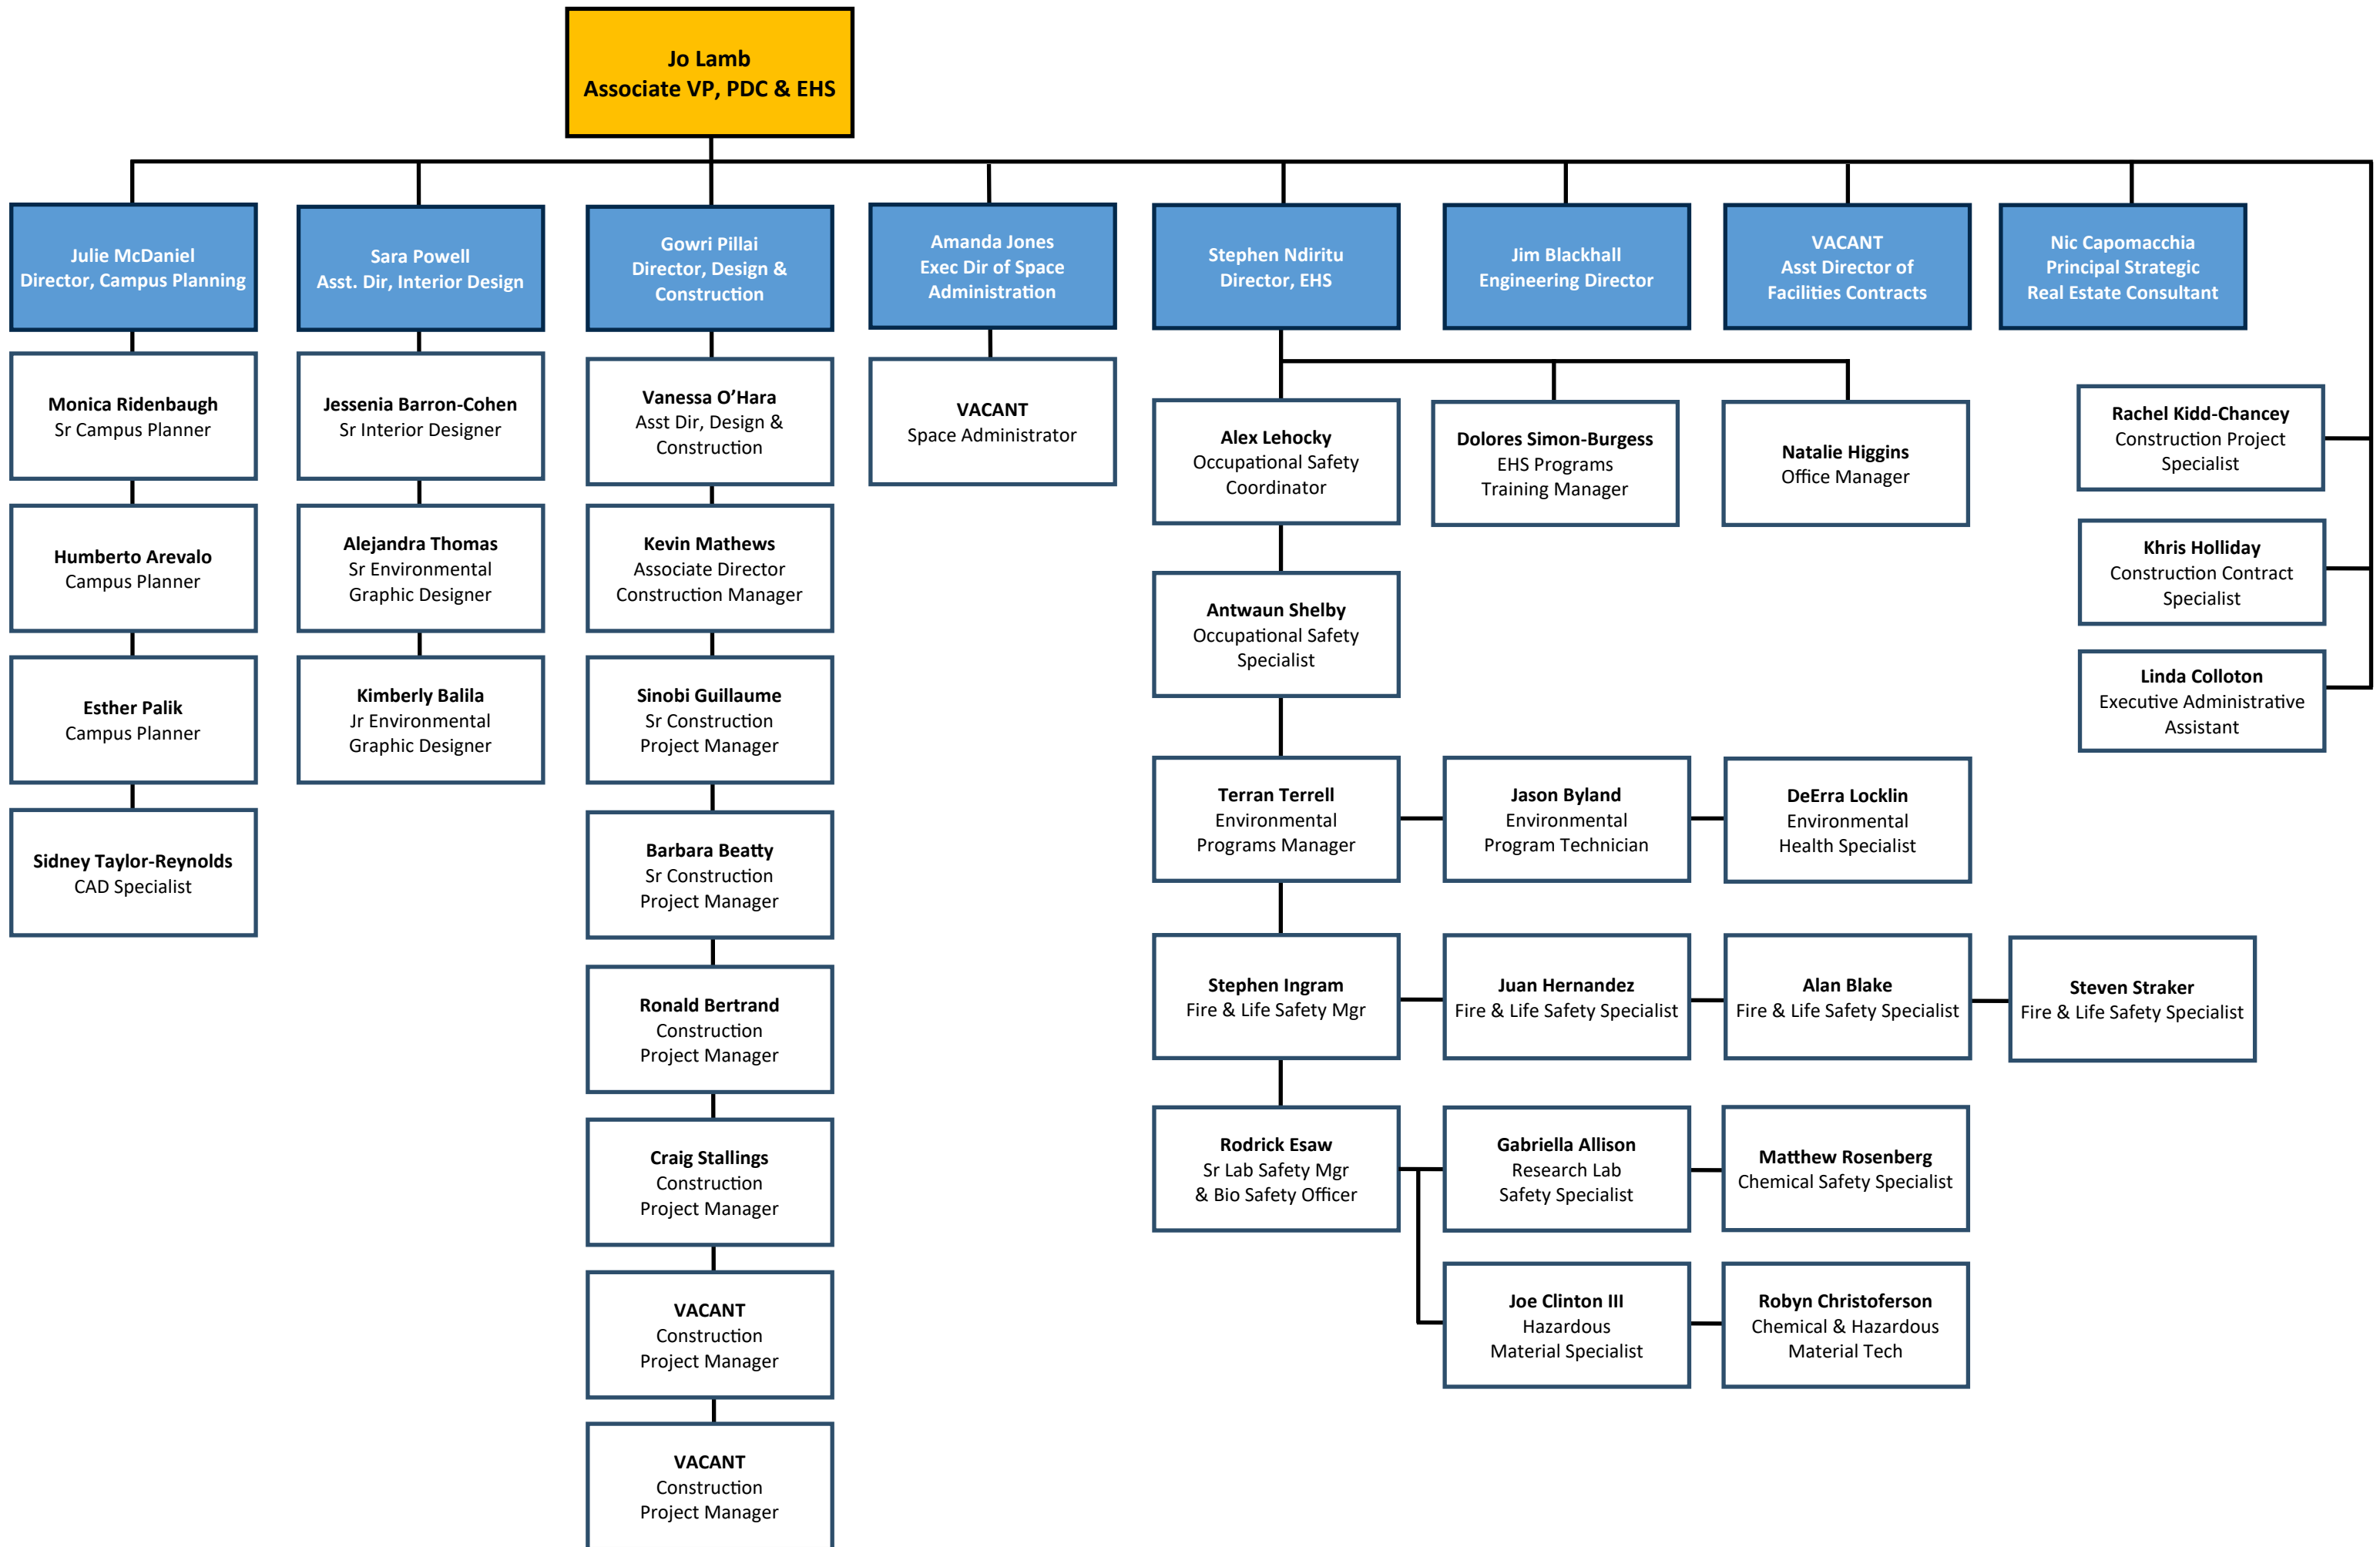 Jo Lamb
Associate VP, PDC & EHS
Julie McDaniel
Director, Campus Planning
Sara Powell
Asst. Dir, Interior Design
Gowri Pillai
Director, Design &
Construction
Amanda Jones
Exec Dir of Space
Administration
Stephen Ndiritu
Director, EHS
Jim Blackhall
Engineering Director
VACANT
Asst Director of
Facilities Contracts
Nic Capomacchia
Principal Strategic
Real Estate Consultant
Monica Ridenbaugh
Sr Campus Planner
Jessenia Barron-Cohen
Sr Interior Designer
Vanessa O’Hara
Asst Dir, Design &
Construction
VACANT
Space Administrator
Alex Lehocky
Occupational Safety
Coordinator
Dolores Simon-Burgess
EHS Programs
Training Manager
Natalie Higgins
Office Manager
Rachel Kidd-Chancey
Construction Project
Specialist
Humberto Arevalo
Campus Planner
Alejandra Thomas
Sr Environmental
Graphic Designer
Kevin Mathews
Associate Director
Construction Manager
Khris Holliday
Construction Contract
Specialist
Antwaun Shelby
Occupational Safety
Specialist
Esther Palik
Campus Planner
Kimberly Balila
Jr Environmental
Graphic Designer
Sinobi Guillaume
Sr Construction
Project Manager
Linda Colloton
Executive Administrative
Assistant
Terran Terrell
Environmental
Programs Manager
Jason Byland
Environmental
Program Technician
DeErra Locklin
Environmental
Health Specialist
Sidney Taylor-Reynolds
CAD Specialist
Barbara Beatty
Sr Construction
Project Manager
Stephen Ingram
Fire & Life Safety Mgr
Juan Hernandez
Fire & Life Safety Specialist
Alan Blake
Fire & Life Safety Specialist
Steven Straker
Fire & Life Safety Specialist
Ronald Bertrand
Construction
Project Manager
Rodrick Esaw
Sr Lab Safety Mgr
& Bio Safety Officer
Gabriella Allison
Research Lab
Safety Specialist
Matthew Rosenberg
Chemical Safety Specialist
Craig Stallings
Construction
Project Manager
Joe Clinton III
Hazardous
Material Specialist
Robyn Christoferson
Chemical & Hazardous
Material Tech
VACANT
Construction
Project Manager
VACANT
Construction
Project Manager